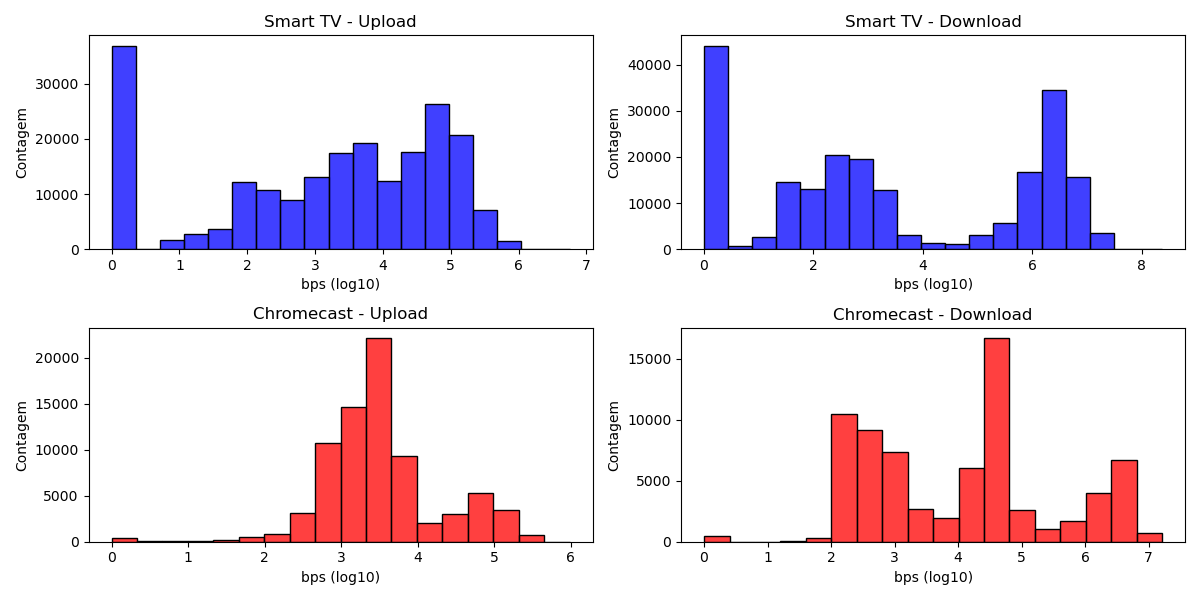 Smart TV - Upload
Contagem
30000
20000
10000
0
0 1 2 3 4 5 6 7
bps (log10)
Smart TV - Download
Contagem
40000
30000
20000
10000
0
0 2 4 6 8
bps (log10)
Chromecast - Upload
Contagem
20000
15000
10000
5000
0
0 1 2 3 4 5 6
bps (log10)
Chromecast - Download
Contagem
15000
10000
5000
0
0 1 2 3 4 5 6 7
bps (log10)